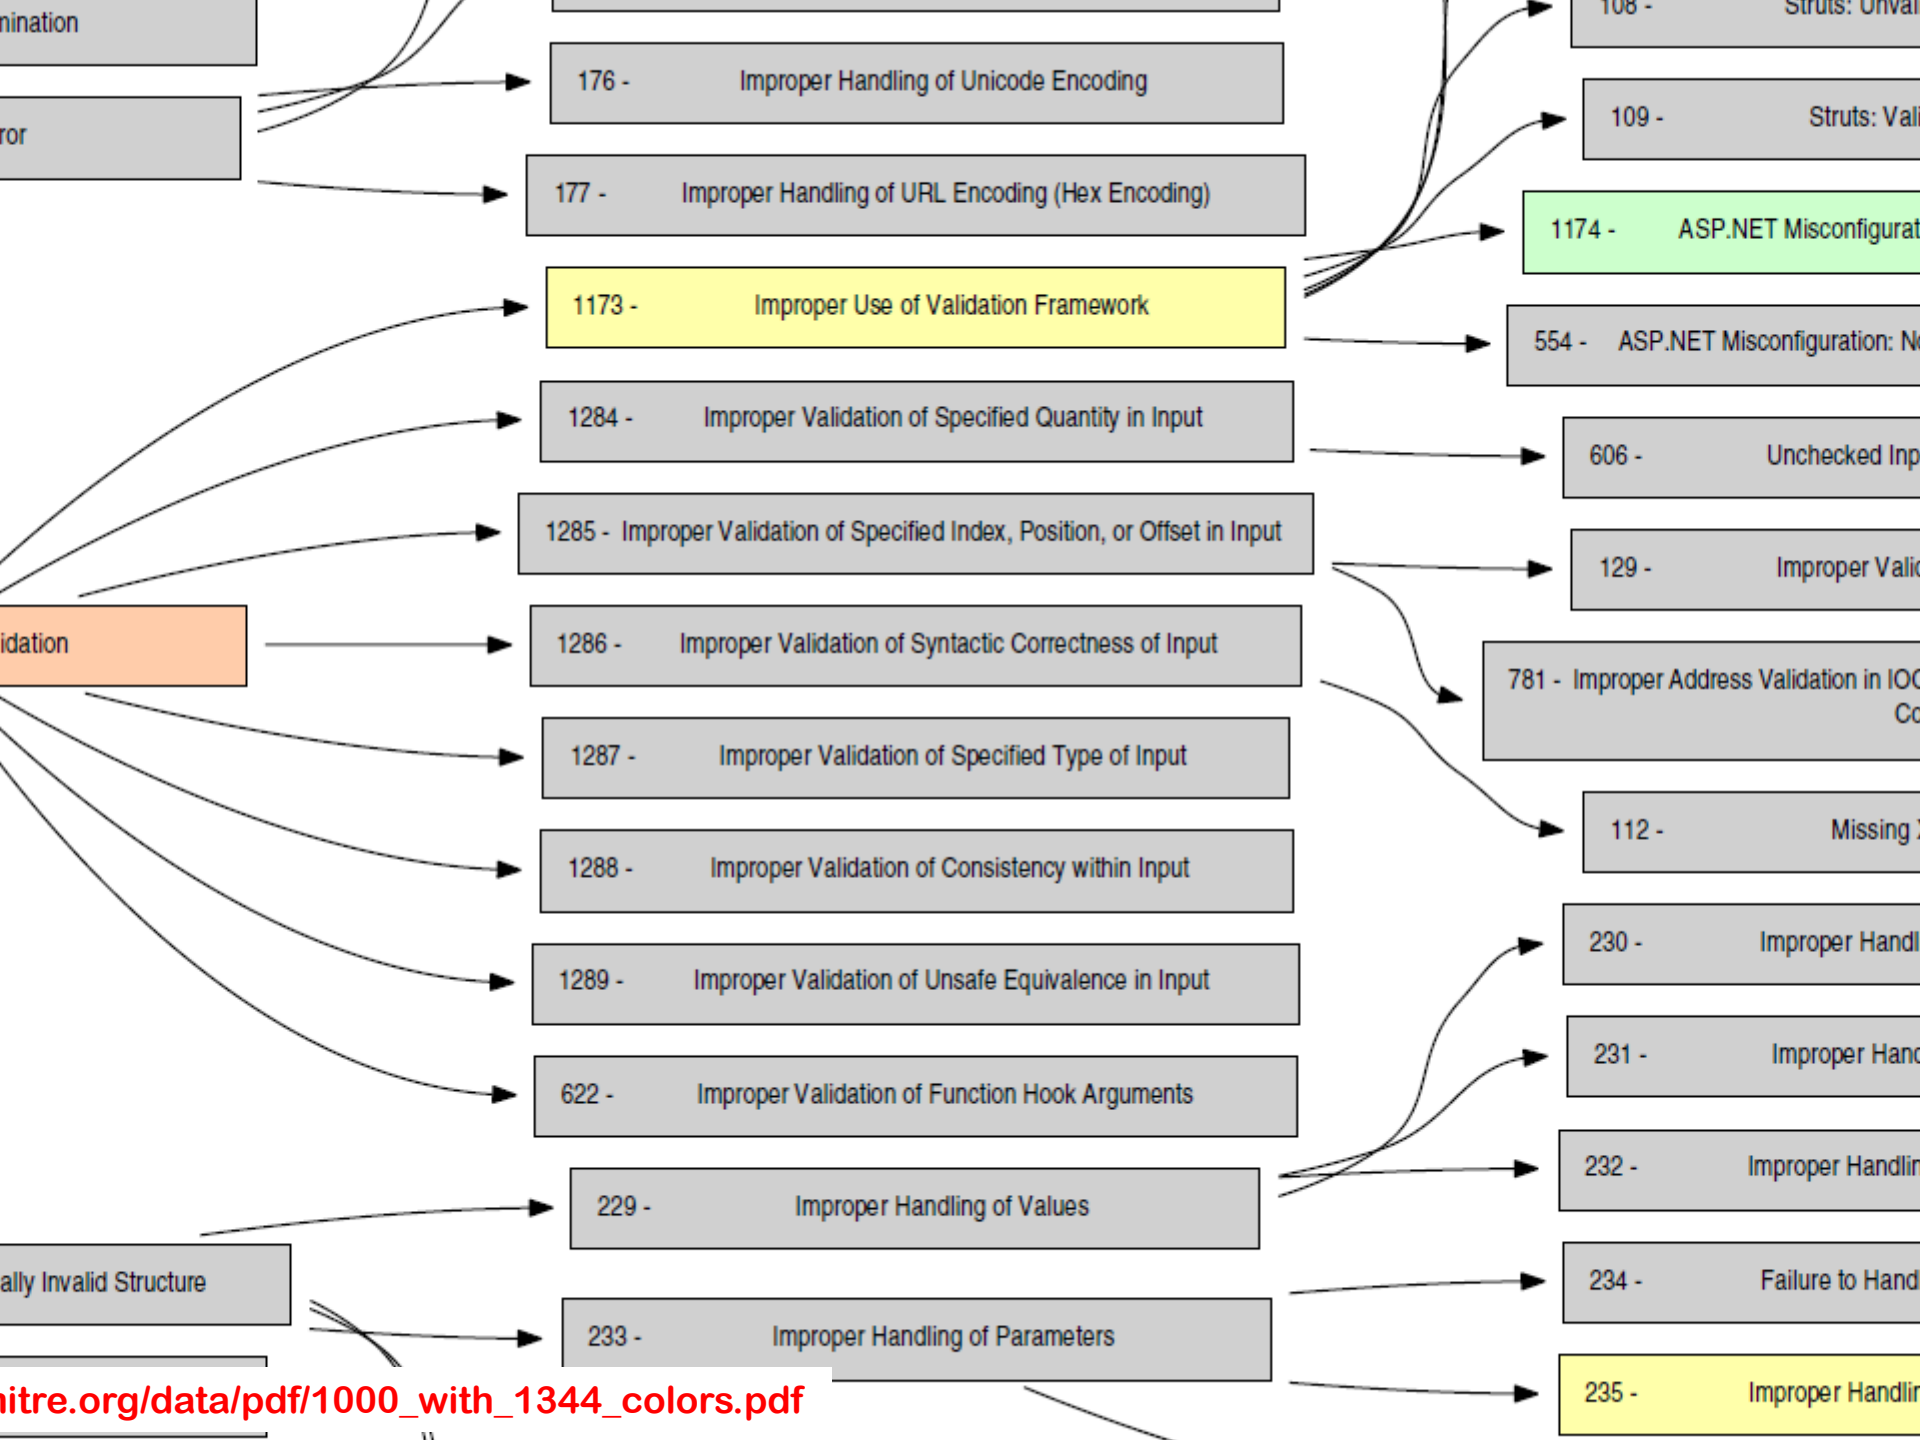 mination
ror
idation
ally Invalid Structure
176 - Improper Handling of Unicode Encoding
177 - Improper Handling of URL Encoding (Hex Encoding)
1173 - Improper Use of Validation Framework
1284 - Improper Validation of Specified Quantity in Input
1285 - Improper Validation of Specified Index, Position, or Offset in Input
1286 - Improper Validation of Syntactic Correctness of Input
1287 - Improper Validation of Specified Type of Input
1288 - Improper Validation of Consistency within Input
1289 - Improper Validation of Unsafe Equivalence in Input
622 - Improper Validation of Function Hook Arguments
229 - Improper Handling of Values
233 - Improper Handling of Parameters
108 - Struts: Unval
109 - Struts: Vali
1174 - ASP.NET Misconfigurat
554 - ASP.NET Misconfiguration: No
606 - Unchecked Inp
129 - Improper Valid
781 - Improper Address Validation in IOC
Co
112 - Missing
230 - Improper Handl
231 - Improper Hand
232 - Improper Handlin
234 - Failure to Handl
235 - Improper Handlin
mitre.org/data/pdf/1000_with_1344_colors.pdf